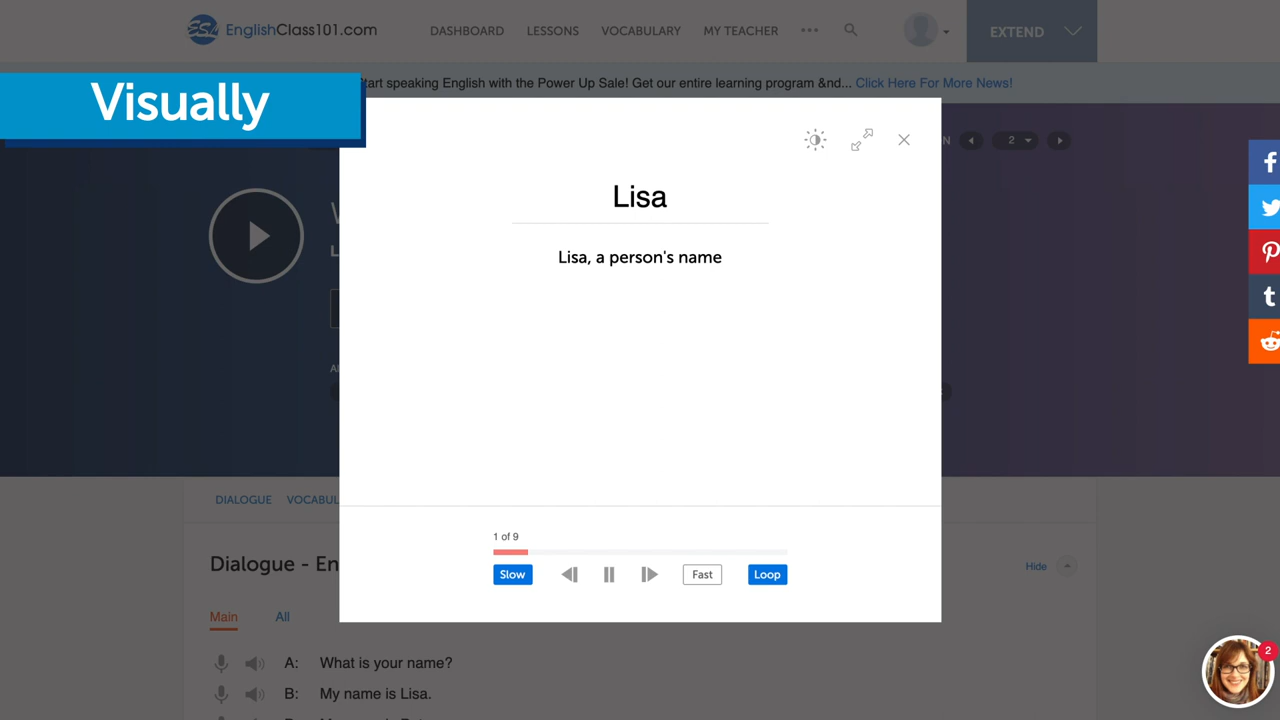 EnglishClass101.com
DASHBOARD LESSONS VOCABULARY MY TEACHER
EXTEND
Visually
tart speaking English with the Power Up Sale! Get our entire learning program &nd... Click Here For More News!
N 2
Lisa
Lisa, a person's name
1 of 9
Slow Fast Loop
DIALOGUE VOCABUL
Dialogue - En
Hide
Main All
A: What is your name?
B: My name is Lisa.
2